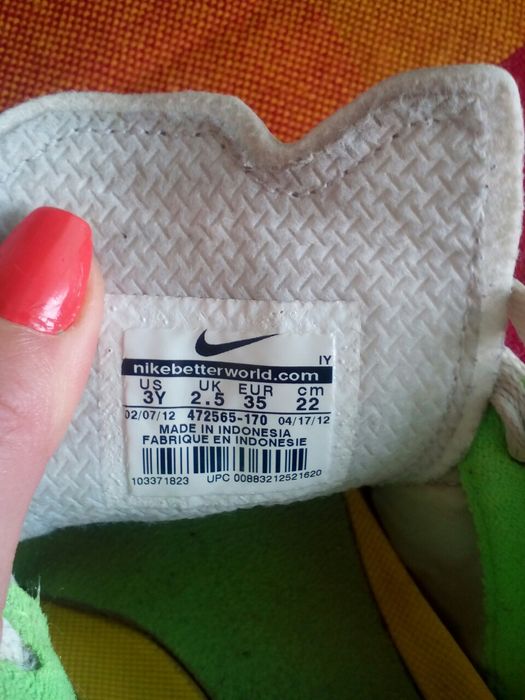 IY
nikebetterworld.com
US UK EUR cm
3Y 2.5 35 22
02/07/12 472565-170 04/17/12
MADE IN INDONESIA
FABRIQUE EN INDONESIE
103371823 UPC 00883212521620